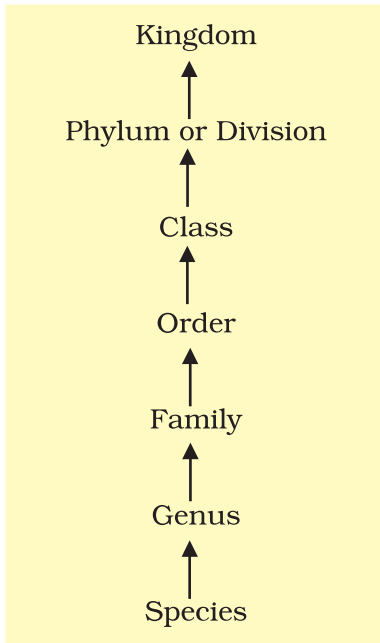 Kingdom
Phylum or Division
Class
Order
Family
Genus
Species